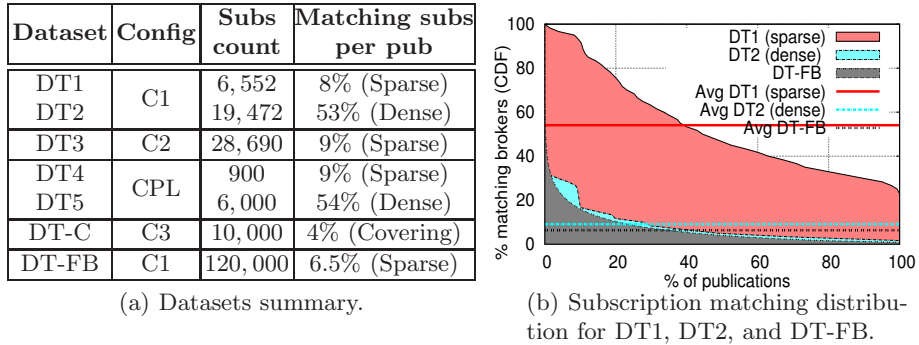 Dataset Config Subs count Matching subs per pub
DT1 C1 6,552 8% (Sparse)
DT2 19,472 53% (Dense)
DT3 C2 28,690 9% (Sparse)
DT4 CPL 900 9% (Sparse)
DT5 6,000 54% (Dense)
DT-C C3 10,000 4% (Covering)
DT-FB C1 120,000 6.5% (Sparse)
(a) Datasets summary.
% matching brokers (CDF)
100
80
60
40
20
0
DT1 (sparse)
DT2 (dense)
DT-FB
Avg DT1 (sparse)
Avg DT2 (dense)
Avg DT-FB
0 20 40 60 80 100
% of publications
(b) Subscription matching distribu-
tion for DT1, DT2, and DT-FB.